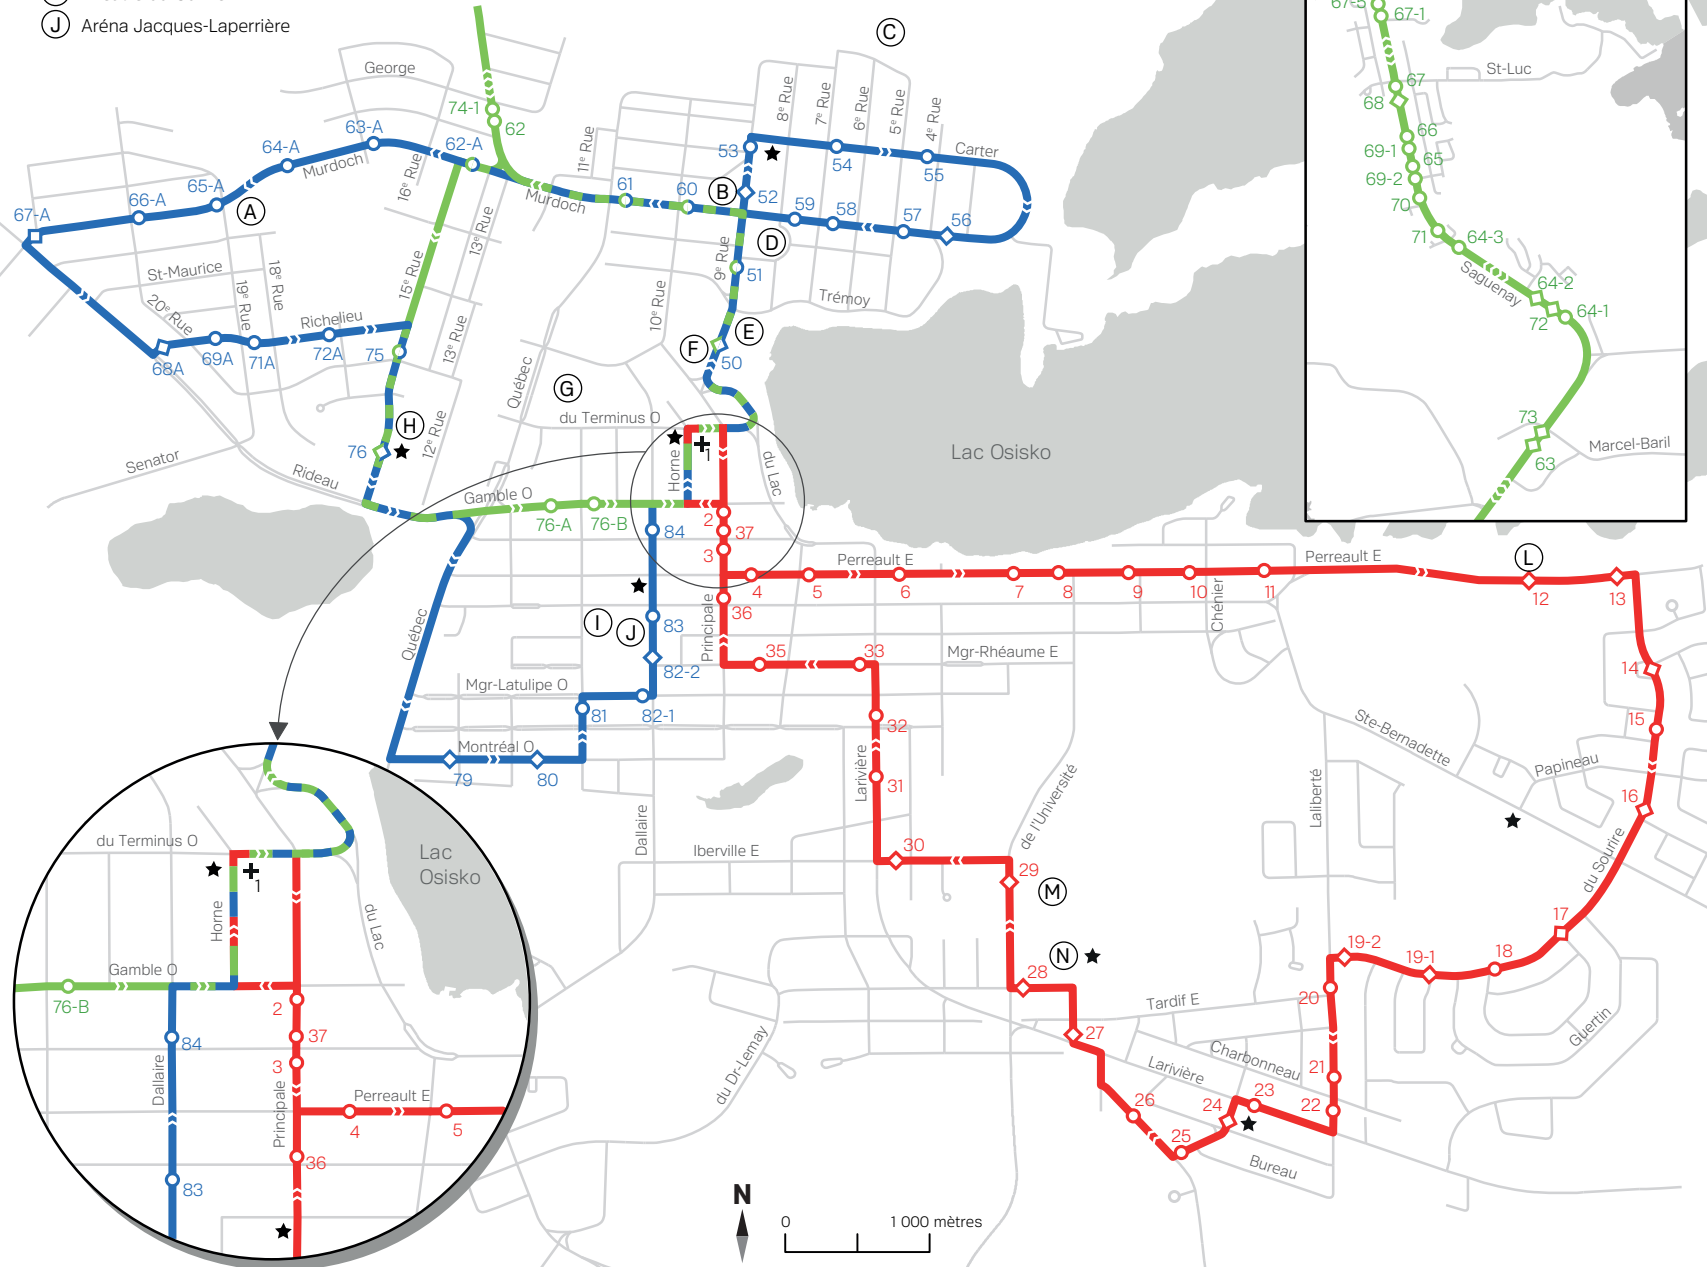 J Aréna Jacques-Laperrière
C
George
74-1
62
63-A
64-A
62-A
Murdoch
16e Rue
65-A
66-A
67-A
A
11e Rue
61
60
Murdoch
B
53
54
55
52
8e Rue
7e Rue
6e Rue
5e Rue
4e Rue
Carter
59
58
57
56
D
9e Rue
51
Trémoy
10e Rue
E
F
50
13e Rue
15e Rue
St-Maurice
18e Rue
19e Rue
20e Rue
Richelieu
68A
69A
71A
72A
75
13e Rue
12e Rue
H
76
Québec
G
du Terminus O
Horne
1
du Lac
Lac Osisko
Senator
Rideau
Gamble O
76-A
76-B
84
2
37
3
Perreault E
4
5
6
7
8
9
10
11
Chénier
Perreault E
L
12
13
36
Principale
I
J
83
82-2
35
33
Mgr-Rhéaume E
Québec
Mgr-Latulipe O
81
82-1
Montréal O
79
80
32
Larivière
31
30
Dallaire
Iberville E
de l'Université
29
M
28
N
27
14
15
16
Ste-Bernadette
Papineau
Laliberté
du Sourire
17
18
19-1
19-2
20
21
22
Guertin
Tardif E
Charbonneau
Larivière
23
24
25
26
Bureau
du Dr-Lemay
67-5
67-1
67
St-Luc
68
66
69-1
65
69-2
70
71
64-3
Saguenay
64-2
72
64-1
73
63
Marcel-Baril
du Terminus O
1
Lac
Osisko
Horne
du Lac
Gamble O
76-B
2
84
37
3
Dallaire
Principale
Perreault E
4
5
36
83
N
0
1 000 mètres